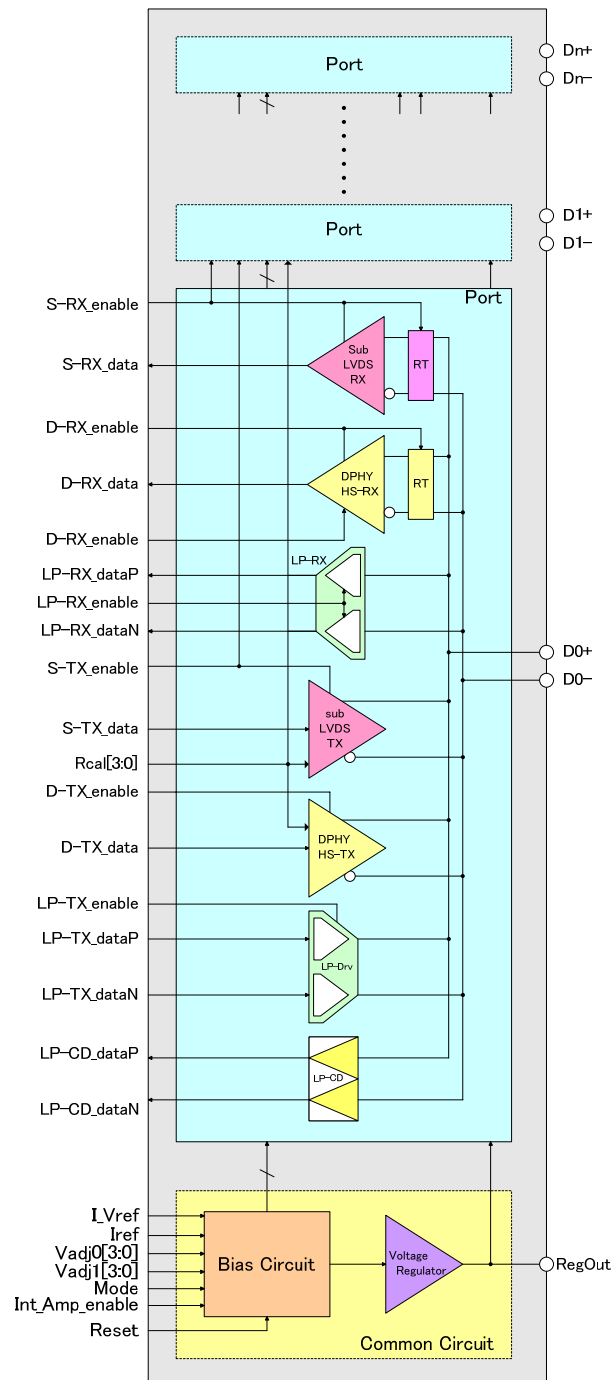 Port
Dn+
Dn-
Port
D1+
D1-
Port
S-RX_enable
S-RX_data
Sub
LVDS
RX
RT
D-RX_enable
D-RX_data
DPHY
HS-RX
RT
D-RX_enable
LP-RX
LP-RX_dataP
LP-RX_enable
LP-RX_dataN
D0+
D0-
S-TX_enable
S-TX_data
sub
LVDS
TX
Rcal[3:0]
D-TX_enable
D-TX_data
DPHY
HS-TX
LP-TX_enable
LP-TX_dataP
LP-Drv
LP-TX_dataN
LP-CD_dataP
LP-CD
LP-CD_dataN
I_Vref
Iref
Vadj0[3:0]
Vadj1[3:0]
Mode
Int_Amp_enable
Reset
Bias Circuit
Voltage
Regulator
RegOut
Common Circuit